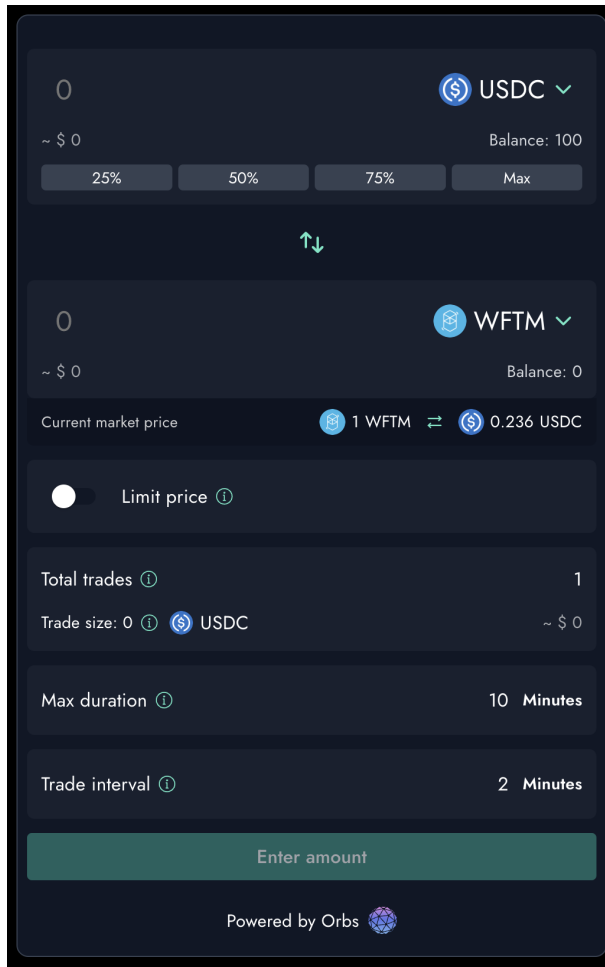 0 USDC
~ $ 0 Balance: 100
25% 50% 75% Max
0 WFTM
~ $ 0 Balance: 0
Current market price 1 WFTM 0.236 USDC
Limit price
Total trades 1
Trade size: 0 USDC ~ $ 0
Max duration 10 Minutes
Trade interval 2 Minutes
Enter amount
Powered by Orbs